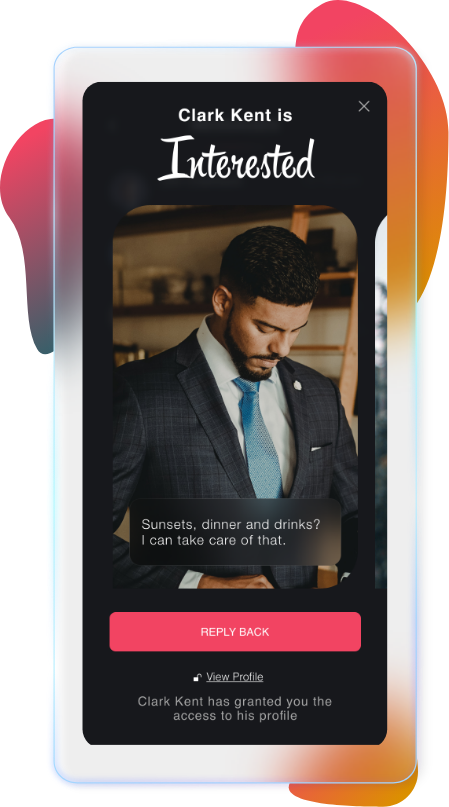 Clark Kent is
Interested
Sunsets, dinner and drinks?
I can take care of that.
REPLY BACK
View Profile
Clark Kent has granted you the
access to his profile